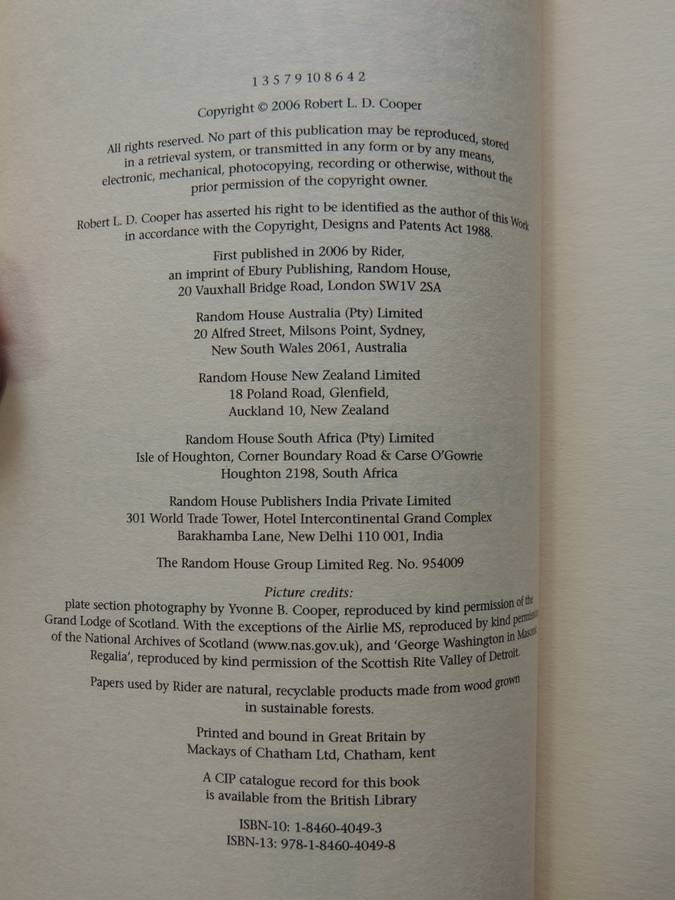 1 3 5 7 9 10 8 6 4 2
Copyright © 2006 Robert L. D. Cooper
All rights reserved. No part of this publication may be reproduced, stored
in a retrieval system, or transmitted in any form or by any means,
electronic, mechanical, photocopying, recording or otherwise, without the
prior permission of the copyright owner.
Robert L. D. Cooper has asserted his right to be identified as the author of this Work
in accordance with the Copyright, Designs and Patents Act 1988.
First published in 2006 by Rider,
an imprint of Ebury Publishing, Random House,
20 Vauxhall Bridge Road, London SW1V 2SA
Random House Australia (Pty) Limited
20 Alfred Street, Milsons Point, Sydney,
New South Wales 2061, Australia
Random House New Zealand Limited
18 Poland Road, Glenfield,
Auckland 10, New Zealand
Random House South Africa (Pty) Limited
Isle of Houghton, Corner Boundary Road & Carse O'Gowrie
Houghton 2198, South Africa
Random House Publishers India Private Limited
301 World Trade Tower, Hotel Intercontinental Grand Complex
Barakhamba Lane, New Delhi 110 001, India
The Random House Group Limited Reg. No. 954009
Picture credits:
plate section photography by Yvonne B. Cooper, reproduced by kind permission of the
Grand Lodge of Scotland. With the exceptions of the Airlie MS, reproduced by kind
of the National Archives of Scotland (www.nas.gov.uk), and 'George Washington in
Regalia', reproduced by kind permission of the Scottish Rite Valley of Detroit.
Papers used by Rider are natural, recyclable products made from wood grown
in sustainable forests.
Printed and bound in Great Britain by
Mackays of Chatham Ltd, Chatham, kent
A CIP catalogue record for this book
is available from the British Library
ISBN-10: 1-8460-4049-3
ISBN-13: 978-1-8460-4049-8